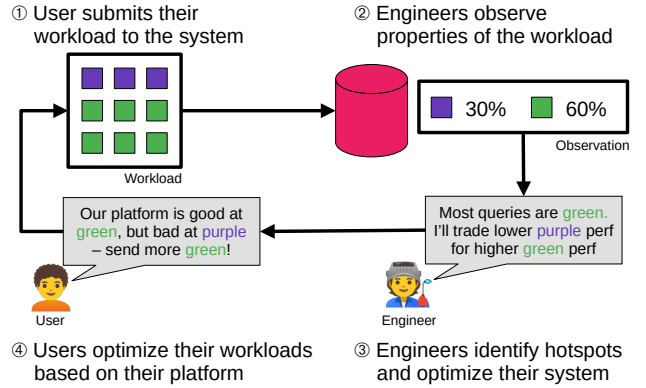 ① User submits their
workload to the system
② Engineers observe
properties of the workload
30%
60%
Workload
Observation
Our platform is good at
green, but bad at purple
– send more green!
Most queries are green.
I'll trade lower purple perf
for higher green perf
User
Engineer
④ Users optimize their workloads
based on their platform
③ Engineers identify hotspots
and optimize their system